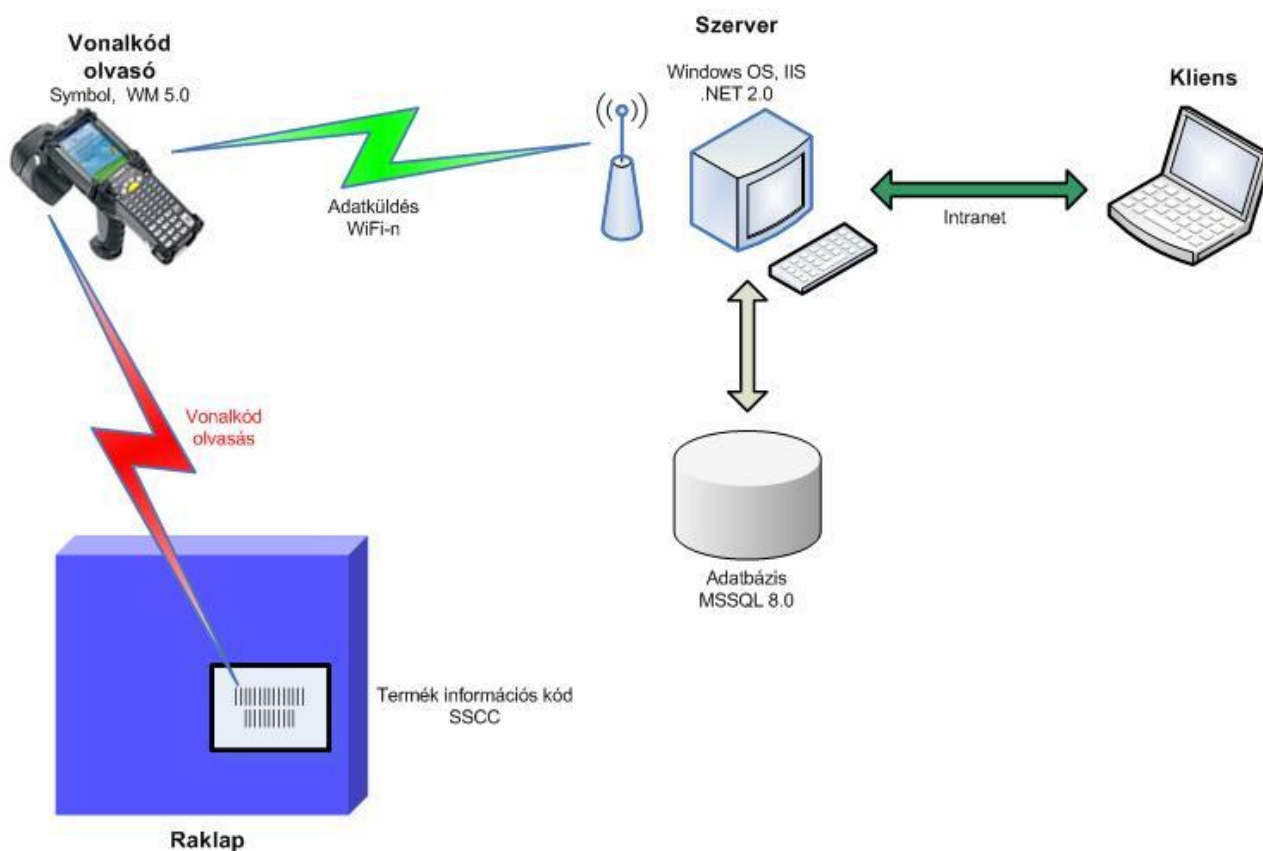 Vonalkód
olvasó
Symbol, WM 5.0
Adatküldés
WiFi-n
Szerver
Windows OS, IIS
.NET 2.0
Kliens
Intranet
Vonalkód
olvasás
Adatbázis
MSSQL 8.0
Termék információs kód
SSCC
Raklap